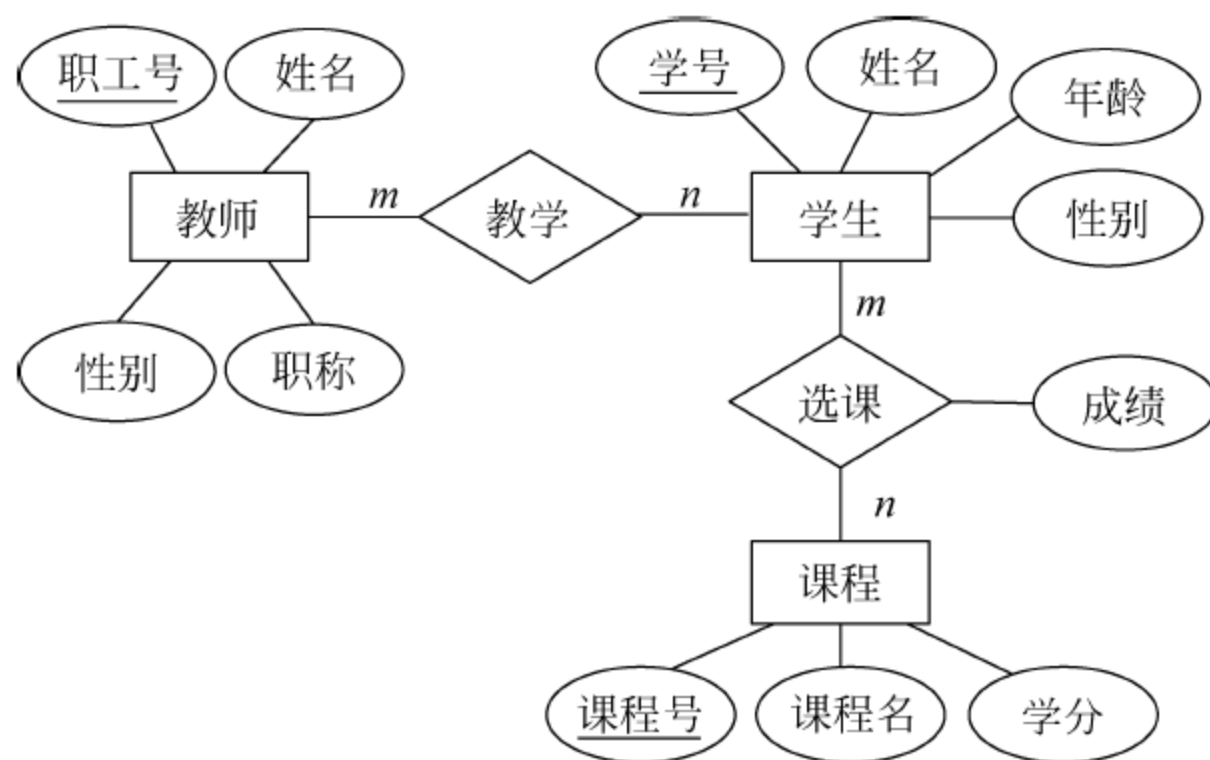 职工号 姓名 学号 姓名 年龄
教师 m 教学 n 学生 性别
m
性别 职称 选课 成绩
n
课程
课程号 课程名 学分